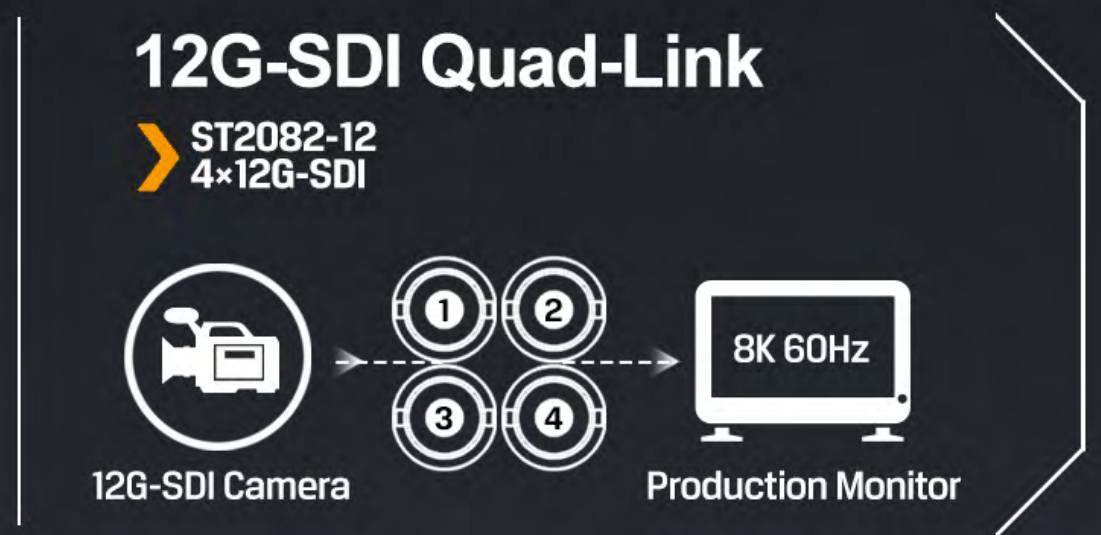 12G-SDI Quad-Link
ST2082-12
4×12G-SDI
1
2
8K 60Hz
3
4
12G-SDI Camera
Production Monitor